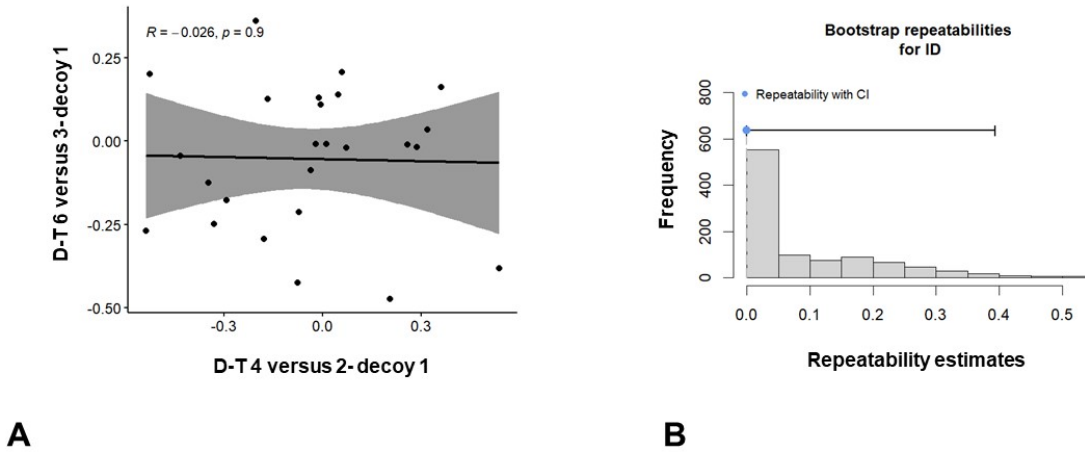 R = −0.026, p = 0.9
D-T 6 versus 3-decoy 1
0.25
0.00
-0.25
-0.50
-0.3
0.0
0.3
D-T 4 versus 2- decoy 1
A
Bootstrap repeatabilities
for ID
Repeatability with CI
Frequency
800
600
400
200
0
0.0
0.1
0.2
0.3
0.4
0.5
Repeatability estimates
B